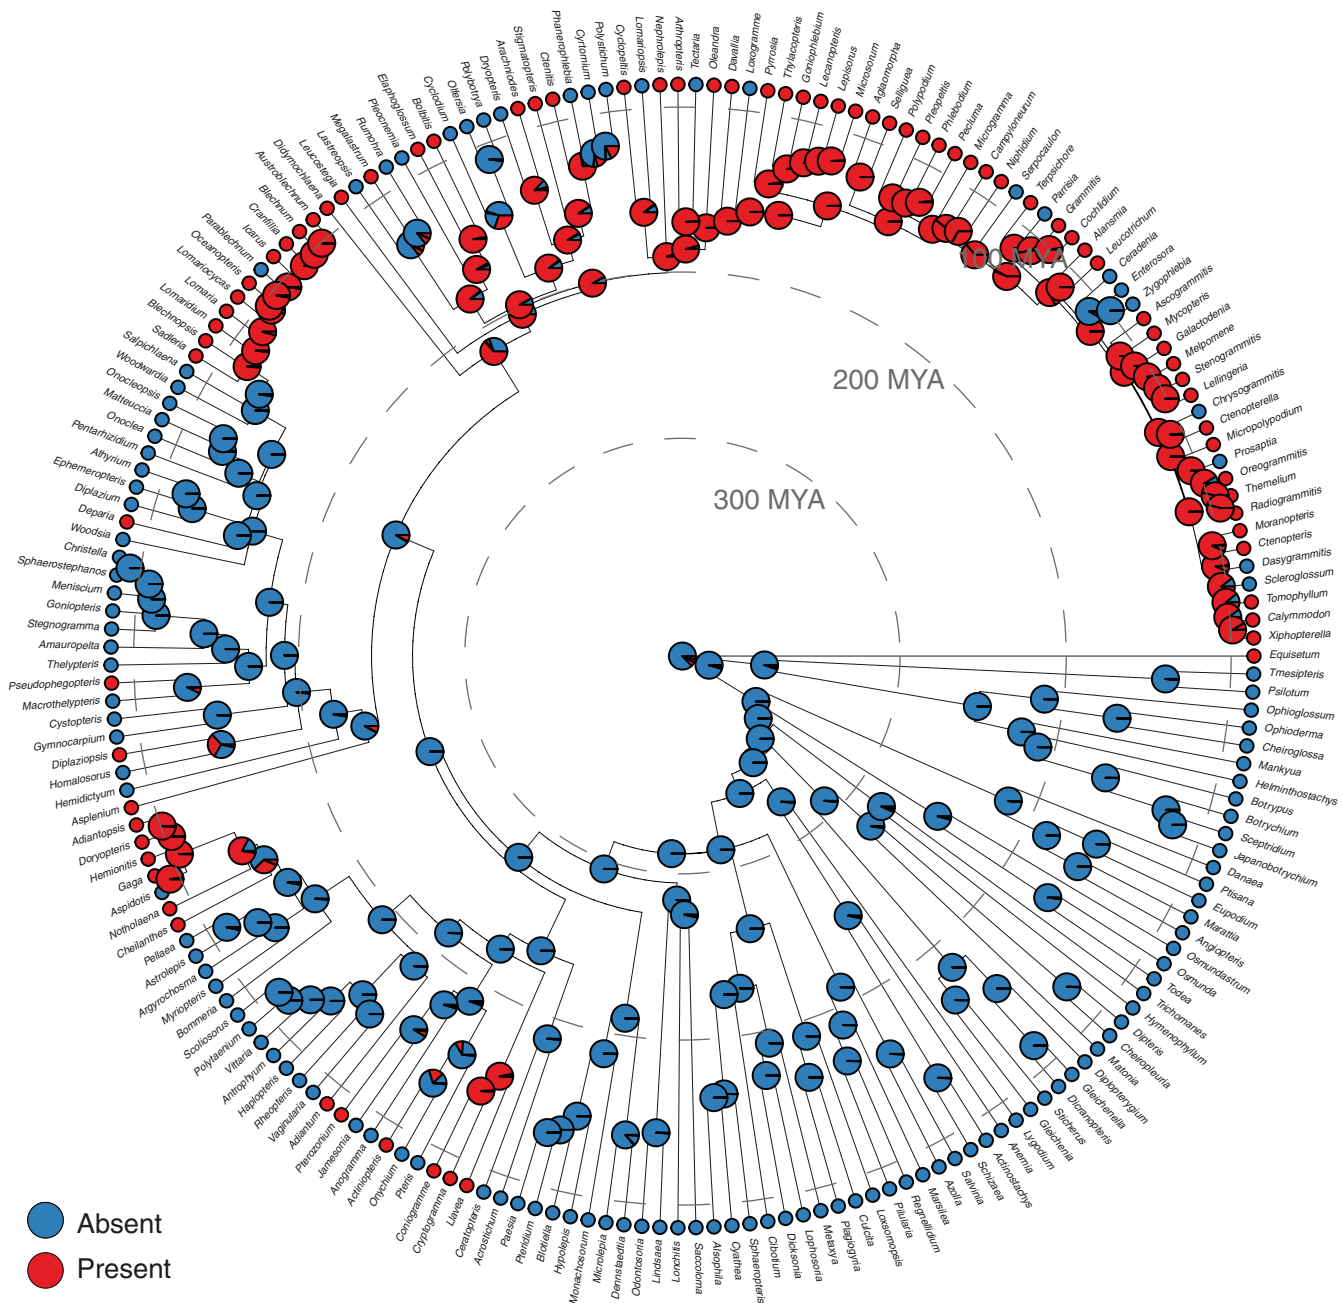 Equisetum
Tmesipteris
Psilotum
Ophioglossum
Ophioderma
Cheiroglossa
Mankyua
Helminthostachys
Botrypus
Botrychium
Sceptridium
Japanobotrychium
Danaea
Ptisana
Eupodium
Marattia
Angiopteris
Osmundastrum
Osmunda
Todea
Trichomanes
Hymenophyllum
Dipteris
Cheiropleuria
Matonia
Diplopterygium
Gleichenella
Dicranopteris
Sticherus
Gleichenia
Lygodium
Anemia
Actinostachys
Schizaea
Salvinia
Azolla
Marsilea
Regnellidium
Pilularia
Loxsomopsis
Culcita
Plagiogyria
Metaxya
Lophosoria
Dicksonia
Cibotium
Sphaeropteris
Cyathea
Alsophila
Saccoloma
Lonchitis
Lindsaea
Odontosoria
Dennstaedtia
Microlepia
Monachosorum
Hypolepis
Blotiella
Pteridium
Paesia
Acrostichum
Ceratopteris
Llavea
Cryptogramma
Coniogramme
Pteris
Onychium
Actiniopteris
Anogramma
Jamesonia
Pterozonium
Adiantum
Vaginularia
Rheopteris
Haplopteris
Antrophyum
Vittaria
Polytaenium
Scoliosorus
Bommeria
Myriopteris
Argyrochosma
Astrolepis
Pellaea
Cheilanthes
Notholaena
Aspidotis
Gaga
Hemionitis
Doryopteris
Adiantopsis
Asplenium
Hemidictyum
Homalosorus
Diplaziopsis
Gymnocarpium
Cystopteris
Macrothelypteris
Pseudophegopteris
Thelypteris
Amauropelta
Stegnogramma
Goniopteris
Meniscium
Sphaerostephanos
Christella
Woodsia
Deparia
Diplazium
Ephemeropteris
Athyrium
Pentarhizidium
Onoclea
Matteuccia
Onocleopsis
Woodwardia
Salpichlaena
Sadleria
Blechnopsis
Lomaridium
Lomaria
Lomariocycas
Oceaniopteris
Parablechnum
Icarus
Cranfillia
Blechnum
Austroblechnum
Didymochlaena
Leucostegia
Lastreopsis
Megalastrum
Rumohra
Pleocnemia
Elaphoglossum
Bolbitis
Cyclodium
Olfersia
Polybotrya
Dryopteris
Arachniodes
Stigmatopteris
Ctenitis
Phanerophlebia
Cyrtomium
Polystichum
Cyclopeltis
Lomariopsis
Nephrolepis
Arthropteris
Tectaria
Oleandra
Davallia
Loxogramme
Pyrrosia
Thylacopteris
Goniophlebium
Lecanopteris
Lepisorus
Microsorum
Aglaomorpha
Selliguea
Polypodium
Pleopeltis
Phlebodium
Pecluma
Microgramma
Campyloneurum
Niphidium
Serpocaulon
Terpsichore
Parrisia
Grammitis
Cochlidium
Alansmia
Leucotrichum
Ceradenia
Enterosora
Zygophlebia
Ascogrammitis
Mycopteris
Galactodenia
Melpomene
Stenogrammitis
Lellingeria
Chrysogrammitis
Ctenopterella
Micropolypodium
Prosaptia
Oreogrammitis
Themelium
Radiogrammitis
Moranopteris
Ctenopteris
Dasygrammitis
Scleroglossum
Tomophyllum
Calymmodon
Xiphopterella
100 MYA
200 MYA
300 MYA
Absent
Present